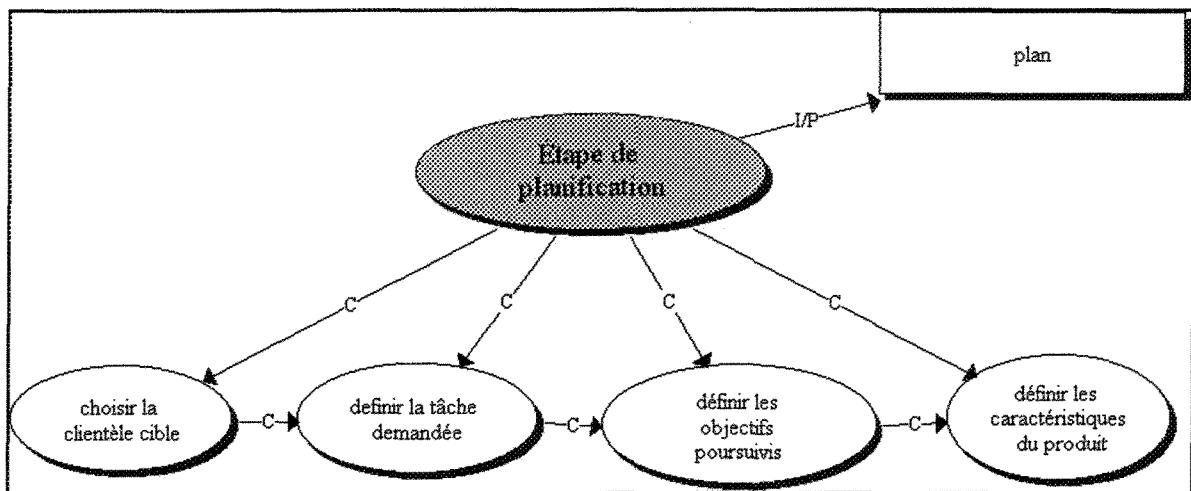 plan
I/P
Etape de
planification
C
C
C
C
choisir la
clientèle cible
C
definir la tâche
demandée
C
définir les
objectifs
poursuivis
C
définir les
caractéristiques
du produit